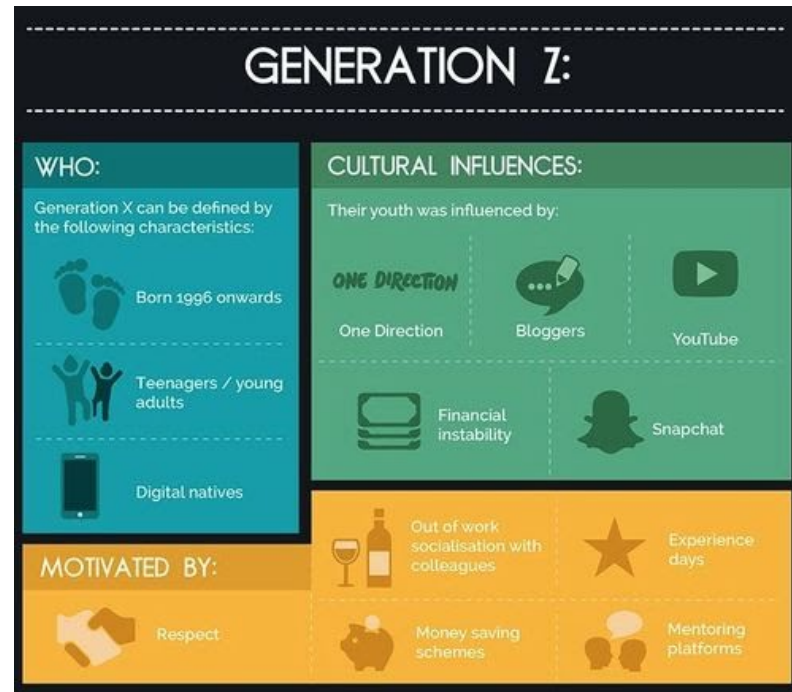 GENERATION Z:
WHO:
Generation X can be defined by
the following characteristics:
Born 1996 onwards
Teenagers / young
adults
Digital natives
CULTURAL INFLUENCES:
Their youth was influenced by:
ONE DIRECTION
One Direction
Bloggers
YouTube
Financial
instability
Snapchat
MOTIVATED BY:
Respect
Out of work
socialisation with
colleagues
Experience
days
Money saving
schemes
Mentoring
platforms